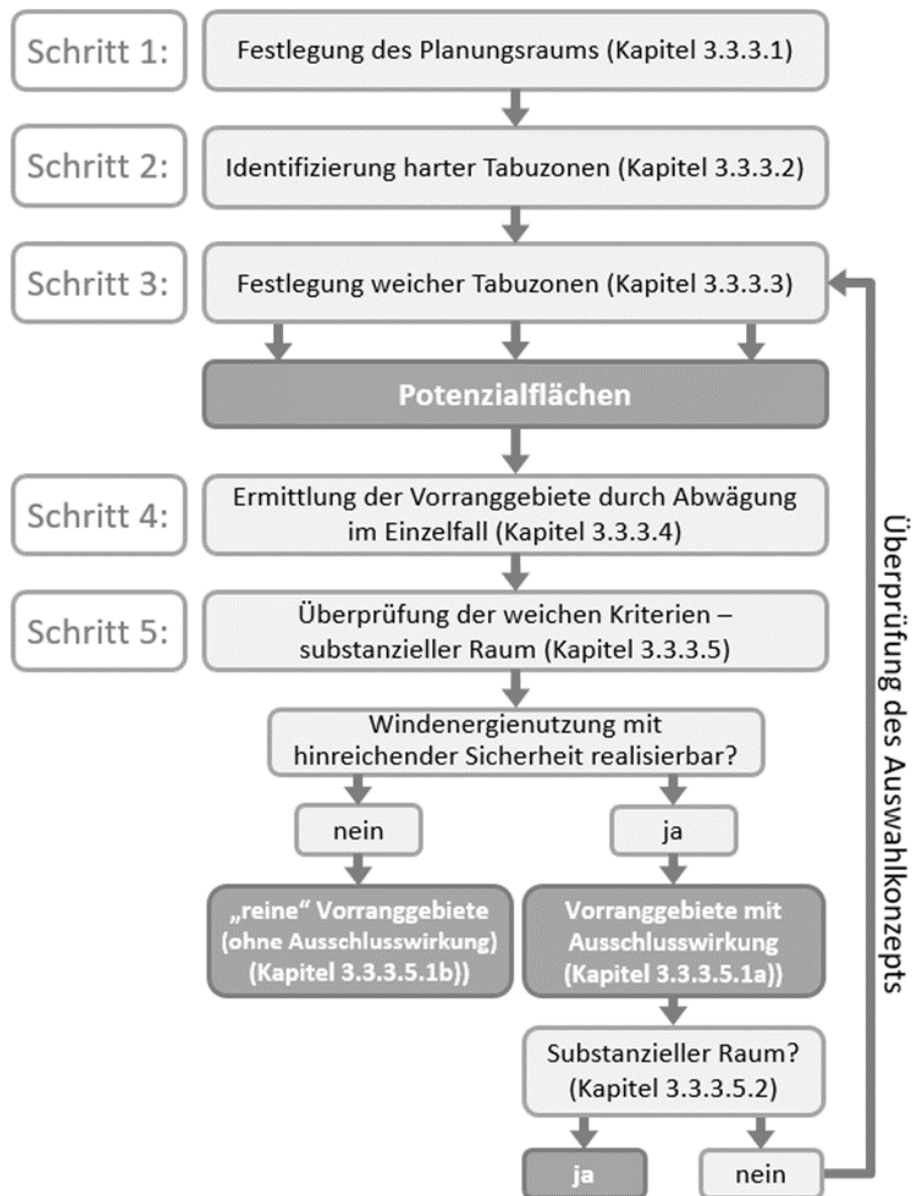 Schritt 1:
Festlegung des Planungsraums (Kapitel 3.3.3.1)
Schritt 2:
Identifizierung harter Tabuzonen (Kapitel 3.3.3.2)
Schritt 3:
Festlegung weicher Tabuzonen (Kapitel 3.3.3.3)
Potenzialflächen
Schritt 4:
Ermittlung der Vorranggebiete durch Abwägung
im Einzelfall (Kapitel 3.3.3.4)
Schritt 5:
Überprüfung der weichen Kriterien –
substanzieller Raum (Kapitel 3.3.3.5)
Windenergienutzung mit
hinreichender Sicherheit realisierbar?
nein
ja
„reine“ Vorranggebiete
(ohne Ausschlusswirkung)
(Kapitel 3.3.3.5.1b))
Vorranggebiete mit
Ausschlusswirkung
(Kapitel 3.3.3.5.1a))
Substanzieller Raum?
(Kapitel 3.3.3.5.2)
ja
nein
Überprüfung des Auswahlkonzepts